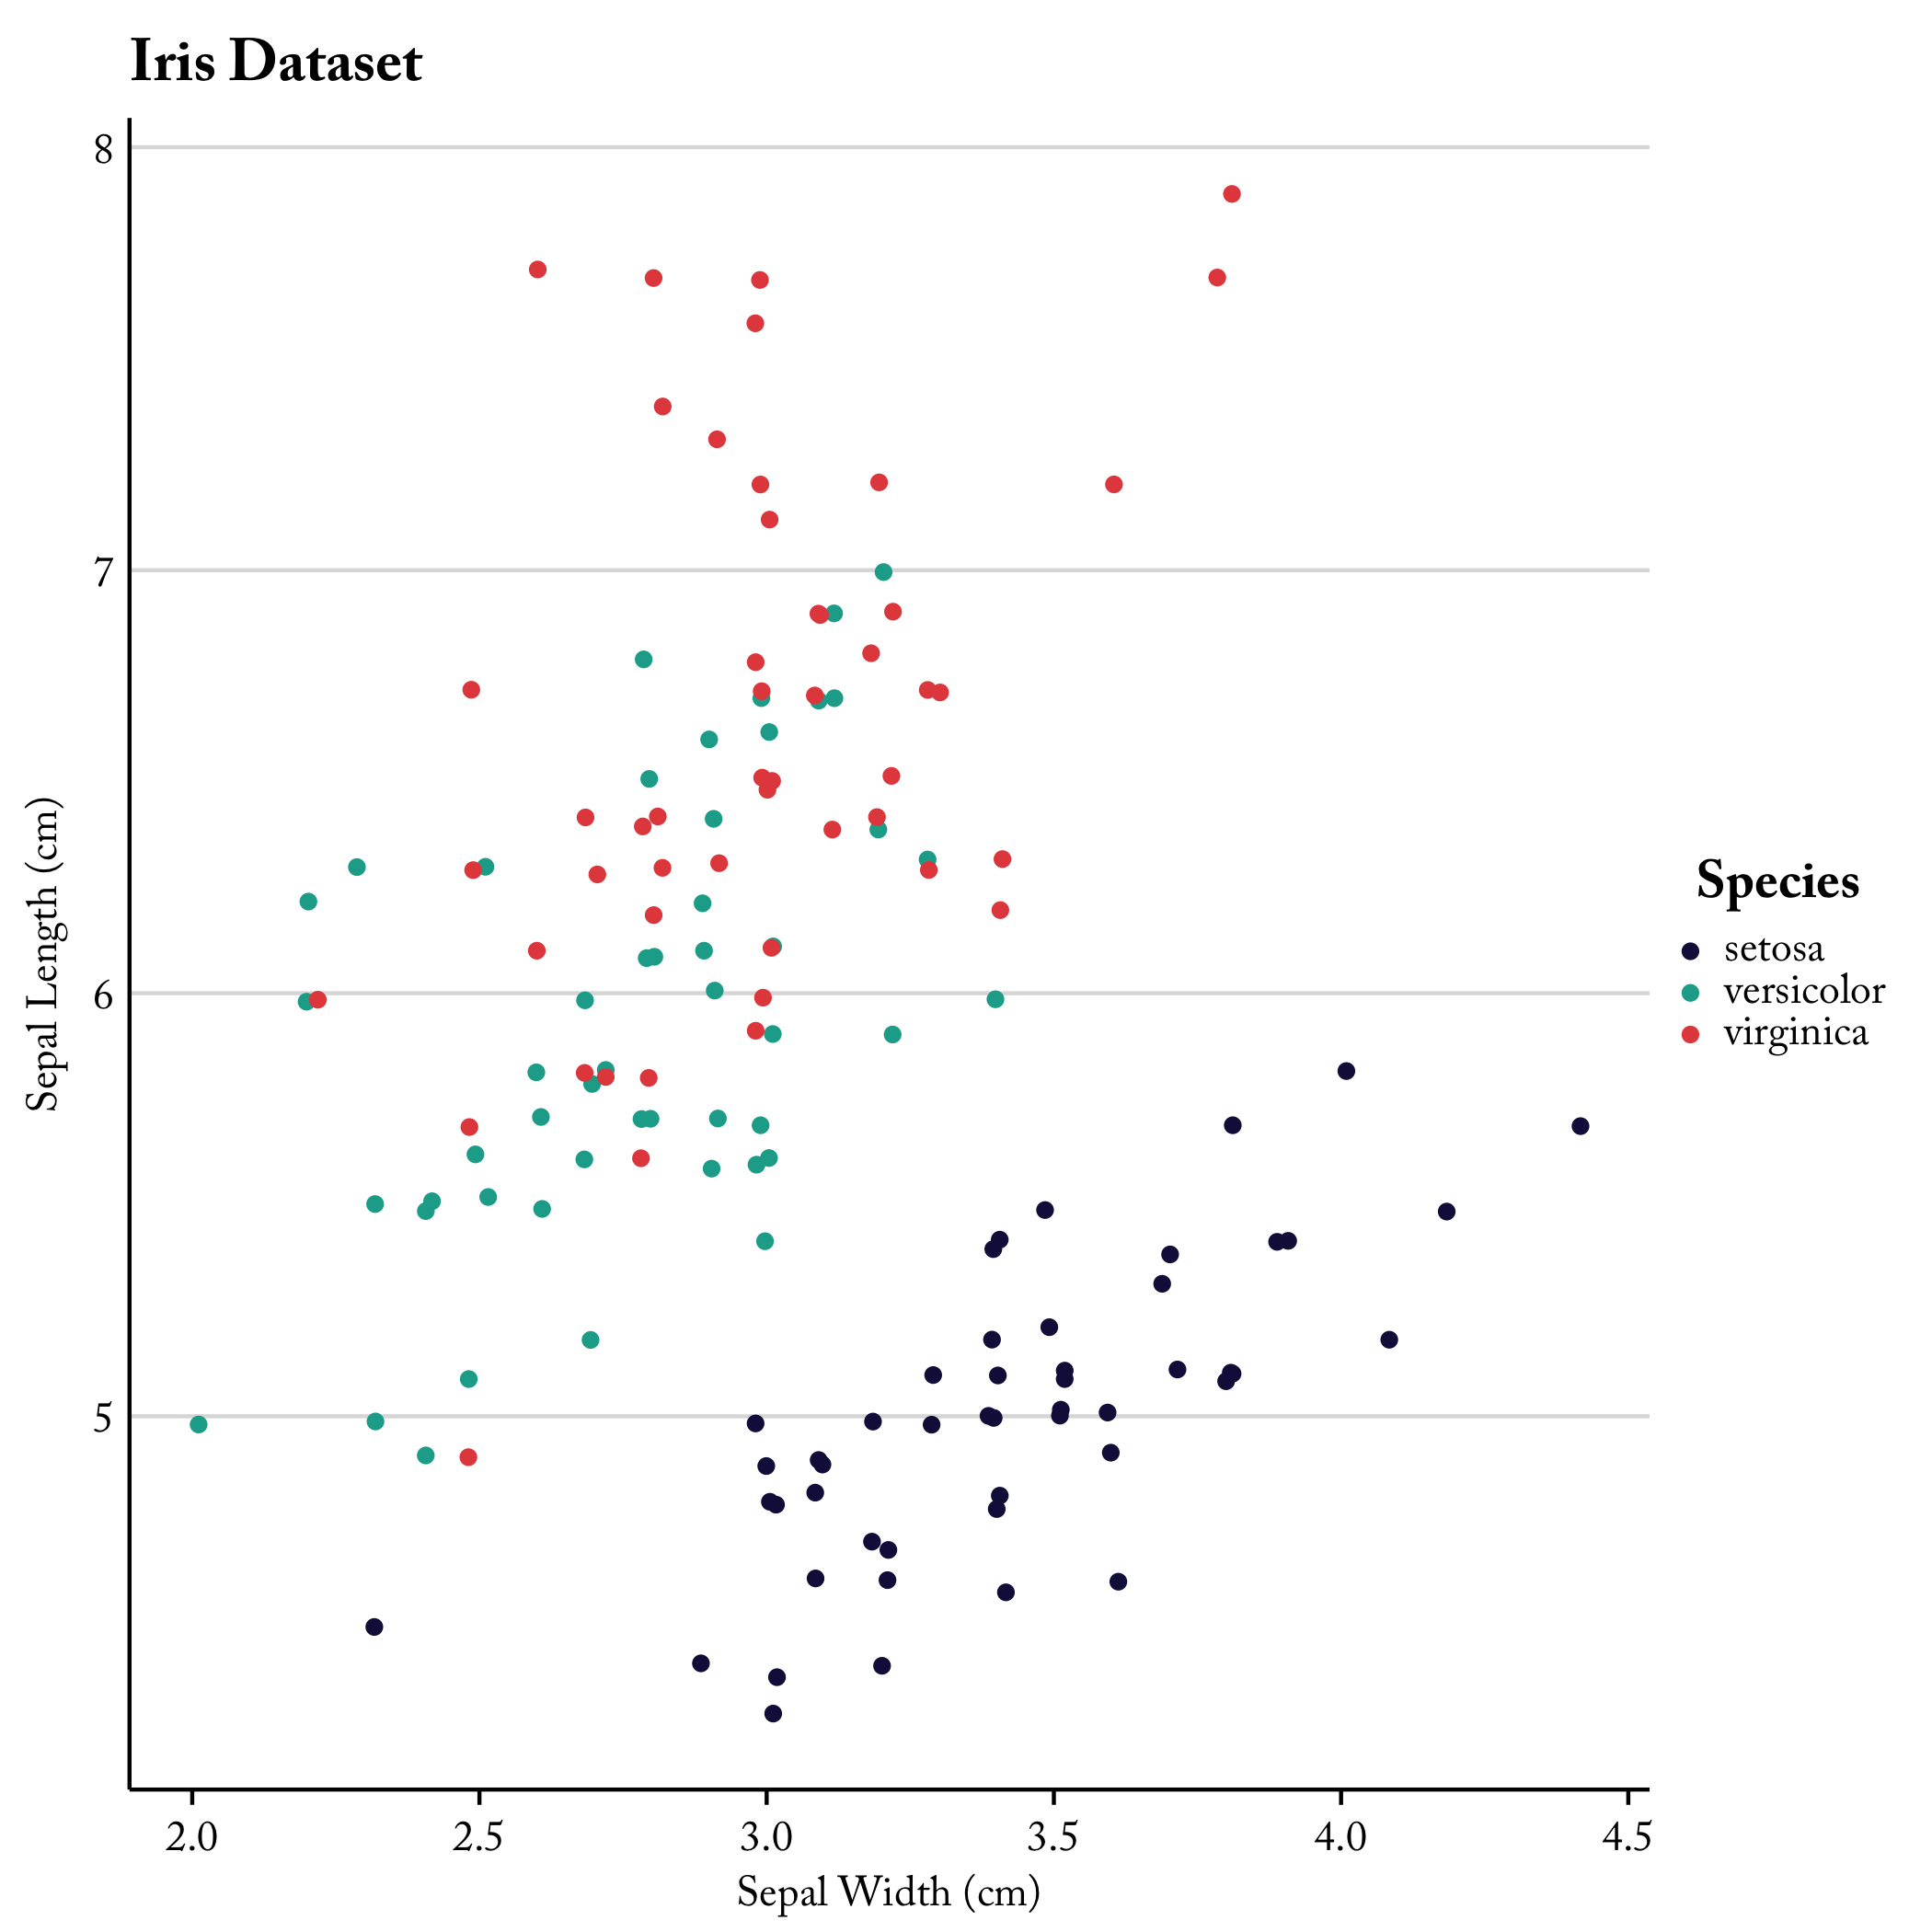 Iris Dataset
8
7
6
5
Sepal Length (cm)
2.0 2.5 3.0 3.5 4.0 4.5
Sepal Width (cm)
Species
setosa
versicolor
virginica